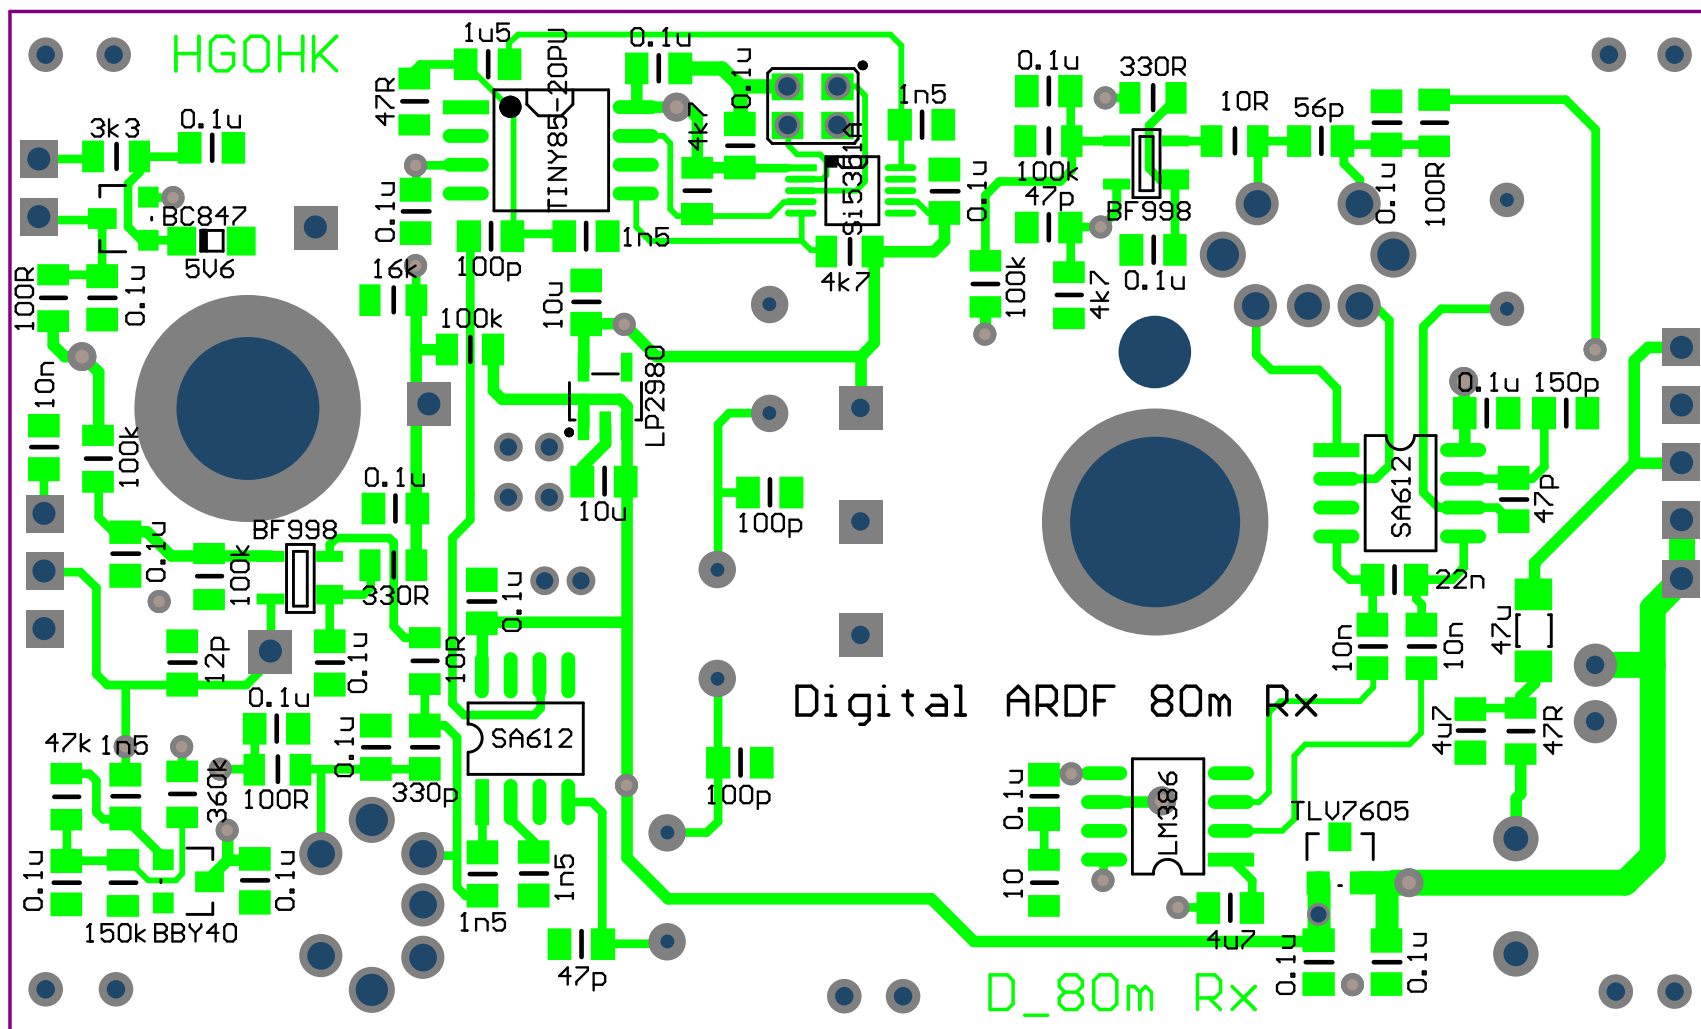 HG0HK
1u5
0.1u
0.1u
47R
TINY85-20PU
4k7
1n5
Si5351A
0.1u
0.1u
330R
10R
56p
100k
47p
BF998
0.1u
100R
3k3
0.1u
BC847
5V6
0.1u
100p
1n5
4k7
0.1u
100k
4k7
100R
0.1u
16k
10u
100k
LP2980
10n
100k
0.1u
10u
100p
0.1u
150p
SA612
47p
0.1u
BF998
100k
330R
0.1u
22n
12p
0.1u
10R
10n
10n
47u
Digital ARDF 80m Rx
0.1u
47k
1n5
360k
100R
0.1u
330p
SA612
100p
4u7
47R
0.1u
LM386
TLV7605
0.1u
150k
BBY40
0.1u
1n5
1n5
47p
10
4u7
0.1u
0.1u
D_80m Rx